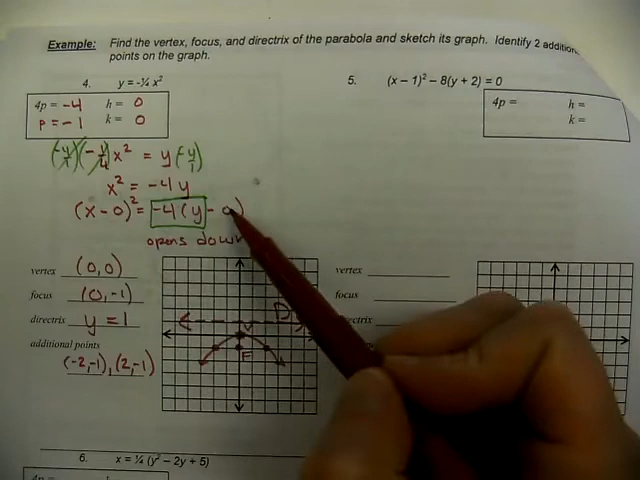 Example: Find the vertex, focus, and directrix of the parabola and sketch its graph. Identify 2
points on the graph.
4. y = -¼ x²
4p = -4 h = 0
p = -1 k = 0
x² = y
x² = -4y
(x - 0)² = -4(y - 0)
opens down
vertex (0,0)
focus (0,-1)
directrix y = 1
additional points
(-2,-1), (2,-1)
D
V
F
5. (x − 1)² − 8(y + 2) = 0
4p = h =
k =
vertex
focus
6. x = ¼ (y² − 2y + 5)